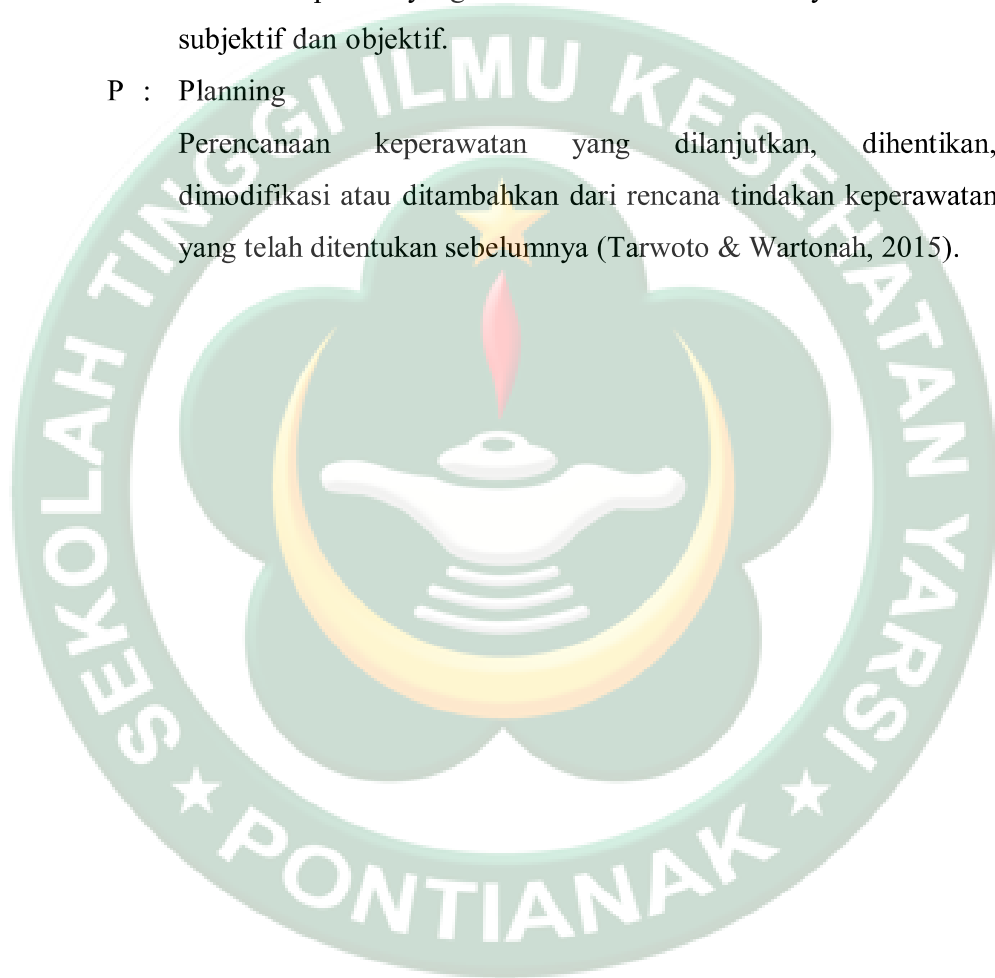 subjektif dan objektif.
P : Planning
Perencanaan keperawatan yang dilanjutkan, dihentikan,
dimodifikasi atau ditambahkan dari rencana tindakan keperawatan
yang telah ditentukan sebelumnya (Tarwoto & Wartonah, 2015).
SEKOLAH TINGGI ILMU KESEHATAN YARSI
PONTIANAK